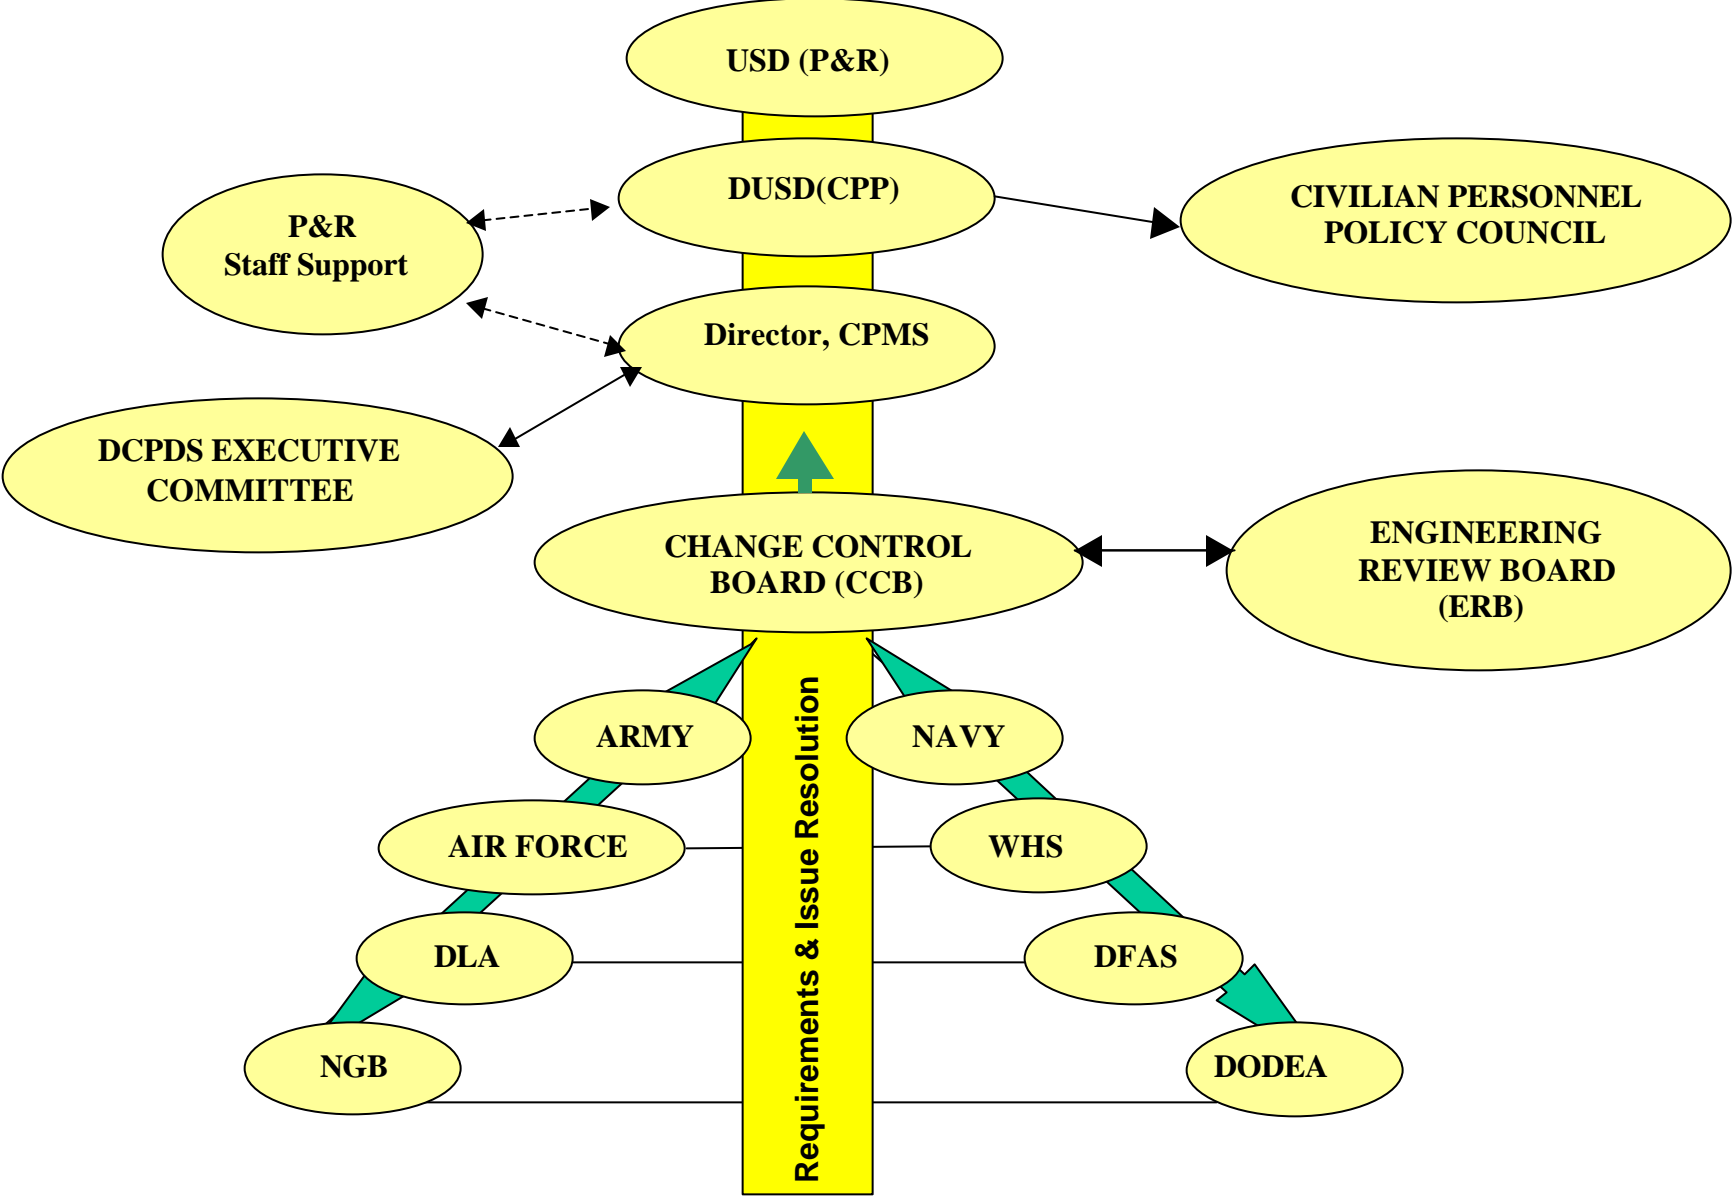 USD (P&R)
DUSD(CPP)
CIVILIAN PERSONNEL
POLICY COUNCIL
P&R
Staff Support
Director, CPMS
DCPDS EXECUTIVE
COMMITTEE
CHANGE CONTROL
BOARD (CCB)
ENGINEERING
REVIEW BOARD
(ERB)
ARMY
NAVY
AIR FORCE
WHS
DLA
DFAS
NGB
DODEA
Requirements & Issue Resolution